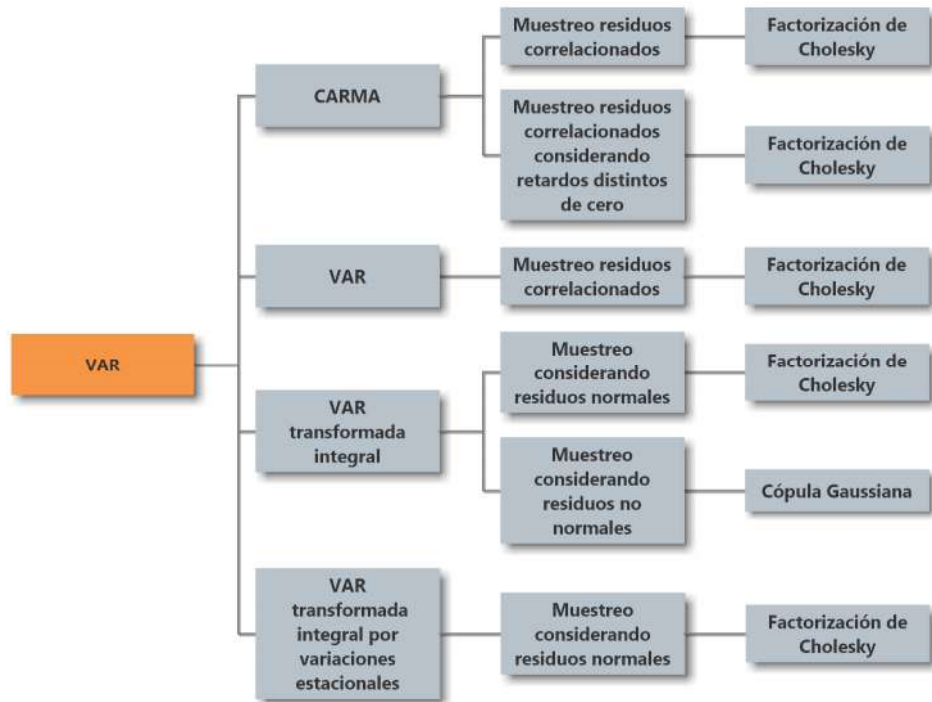 Muestreo residuos
correlacionados
Factorización de
Cholesky
CARMA
Muestreo residuos
correlacionados
considerando
retardos distintos
de cero
Factorización de
Cholesky
VAR
Muestreo residuos
correlacionados
Factorización de
Cholesky
VAR
Muestreo
considerando
residuos normales
Factorización de
Cholesky
VAR
transformada
integral
Muestreo
considerando
residuos no
normales
Cópula Gaussiana
VAR
transformada
integral por
variaciones
estacionales
Muestreo
considerando
residuos normales
Factorización de
Cholesky